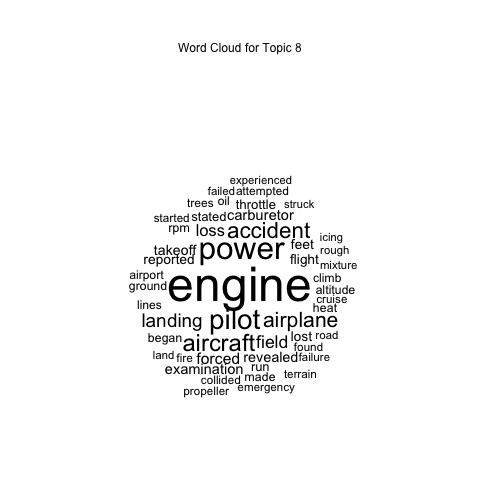 Word Cloud for Topic 8
experienced
failed attempted
trees oil throttle struck
started stated carburetor
rpm loss accident icing
takeoff power feet rough
reported flight mixture
airport engine climb
ground altitude
lines cruise
heat
landing pilot airplane
began aircraft field lost road
found
land fire forced revealed failure
examination run
collided made terrain
propeller emergency